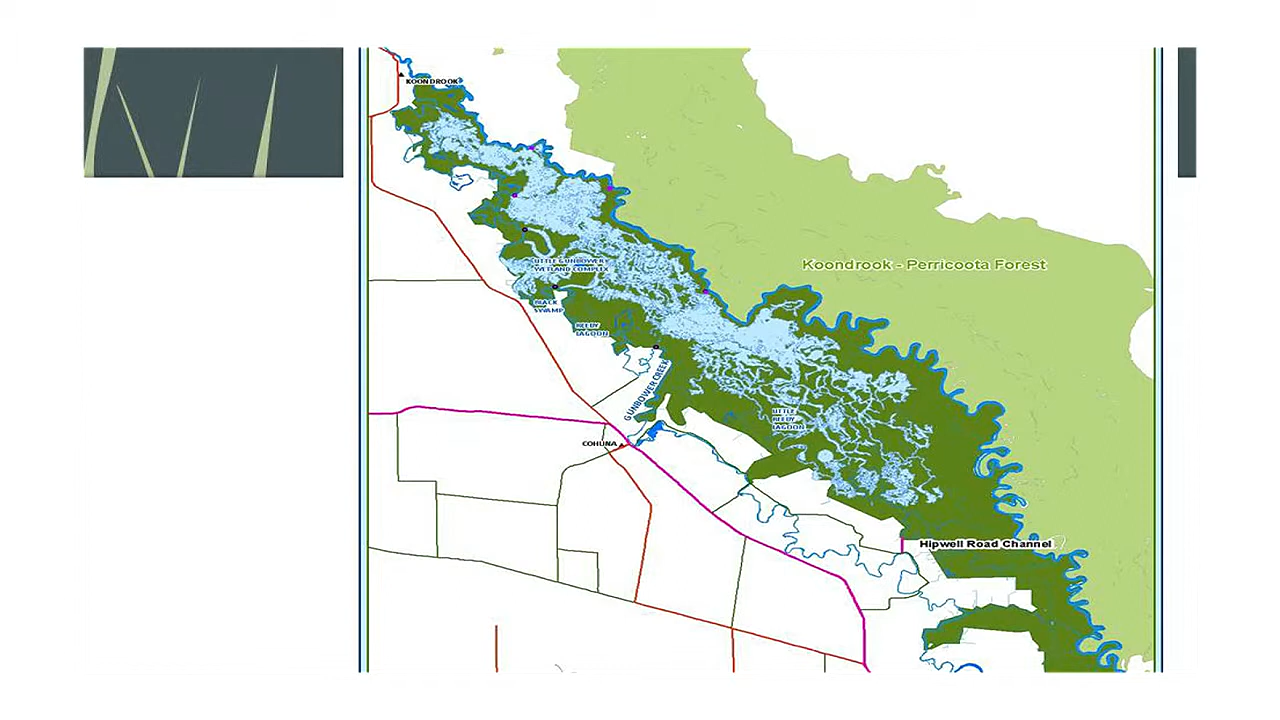 KOONDROOK
Koondrook - Perricoota Forest
LITTLE GUNBOWER
WETLAND COMPLEX
BLACK
SWAMP
REEDY
LAGOON
GUNBOWER CREEK
LITTLE
REEDY
LAGOON
COHUNA
Hipwell Road Channel